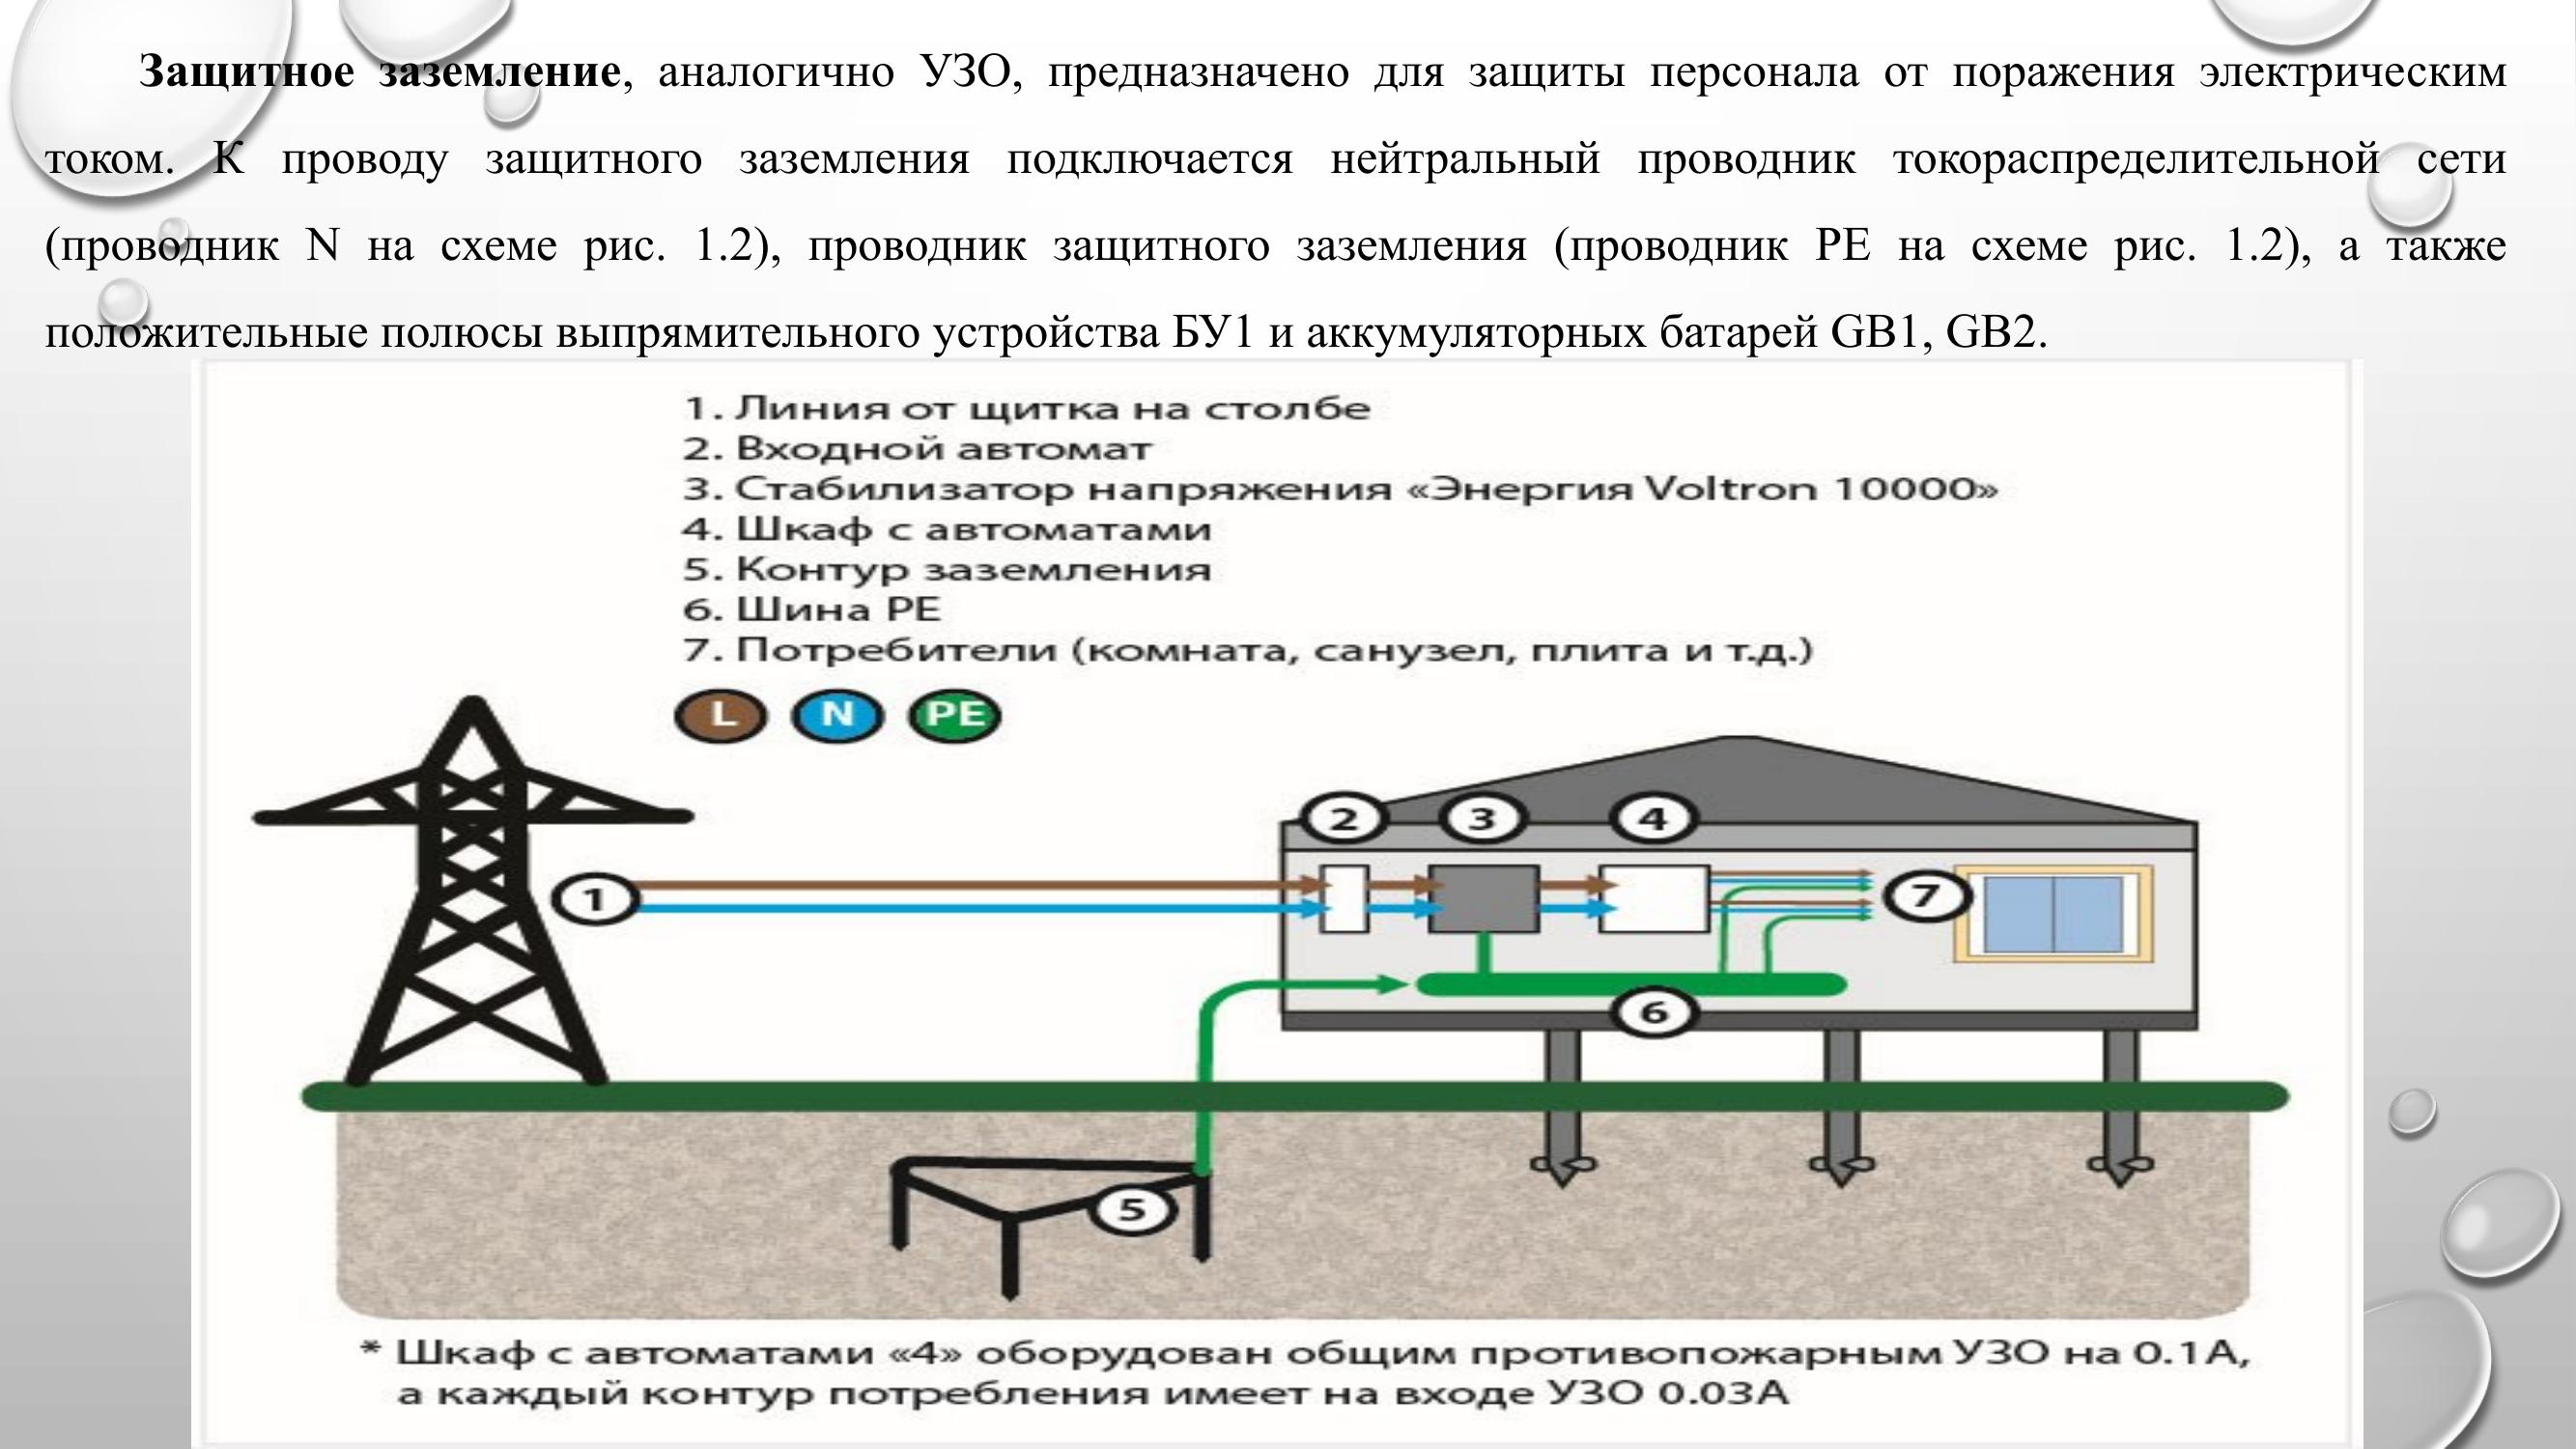 Защитное заземление, аналогично УЗО, предназначено для защиты персонала от поражения электрическим
током. К проводу защитного заземления подключается нейтральный проводник токораспределительной сети
(проводник N на схеме рис. 1.2), проводник защитного заземления (проводник PE на схеме рис. 1.2), а также
положительные полюсы выпрямительного устройства БУ1 и аккумуляторных батарей GB1, GB2.
1. Линия от щитка на столбе
2. Входной автомат
3. Стабилизатор напряжения «Энергия Voltron 10000»
4. Шкаф с автоматами
5. Контур заземления
6. Шина PE
7. Потребители (комната, санузел, плита и т.д.)
L N PE
2 3 4
1
7
6
5
* Шкаф с автоматами «4» оборудован общим противопожарным УЗО на 0.1А,
а каждый контур потребления имеет на входе УЗО 0.03А